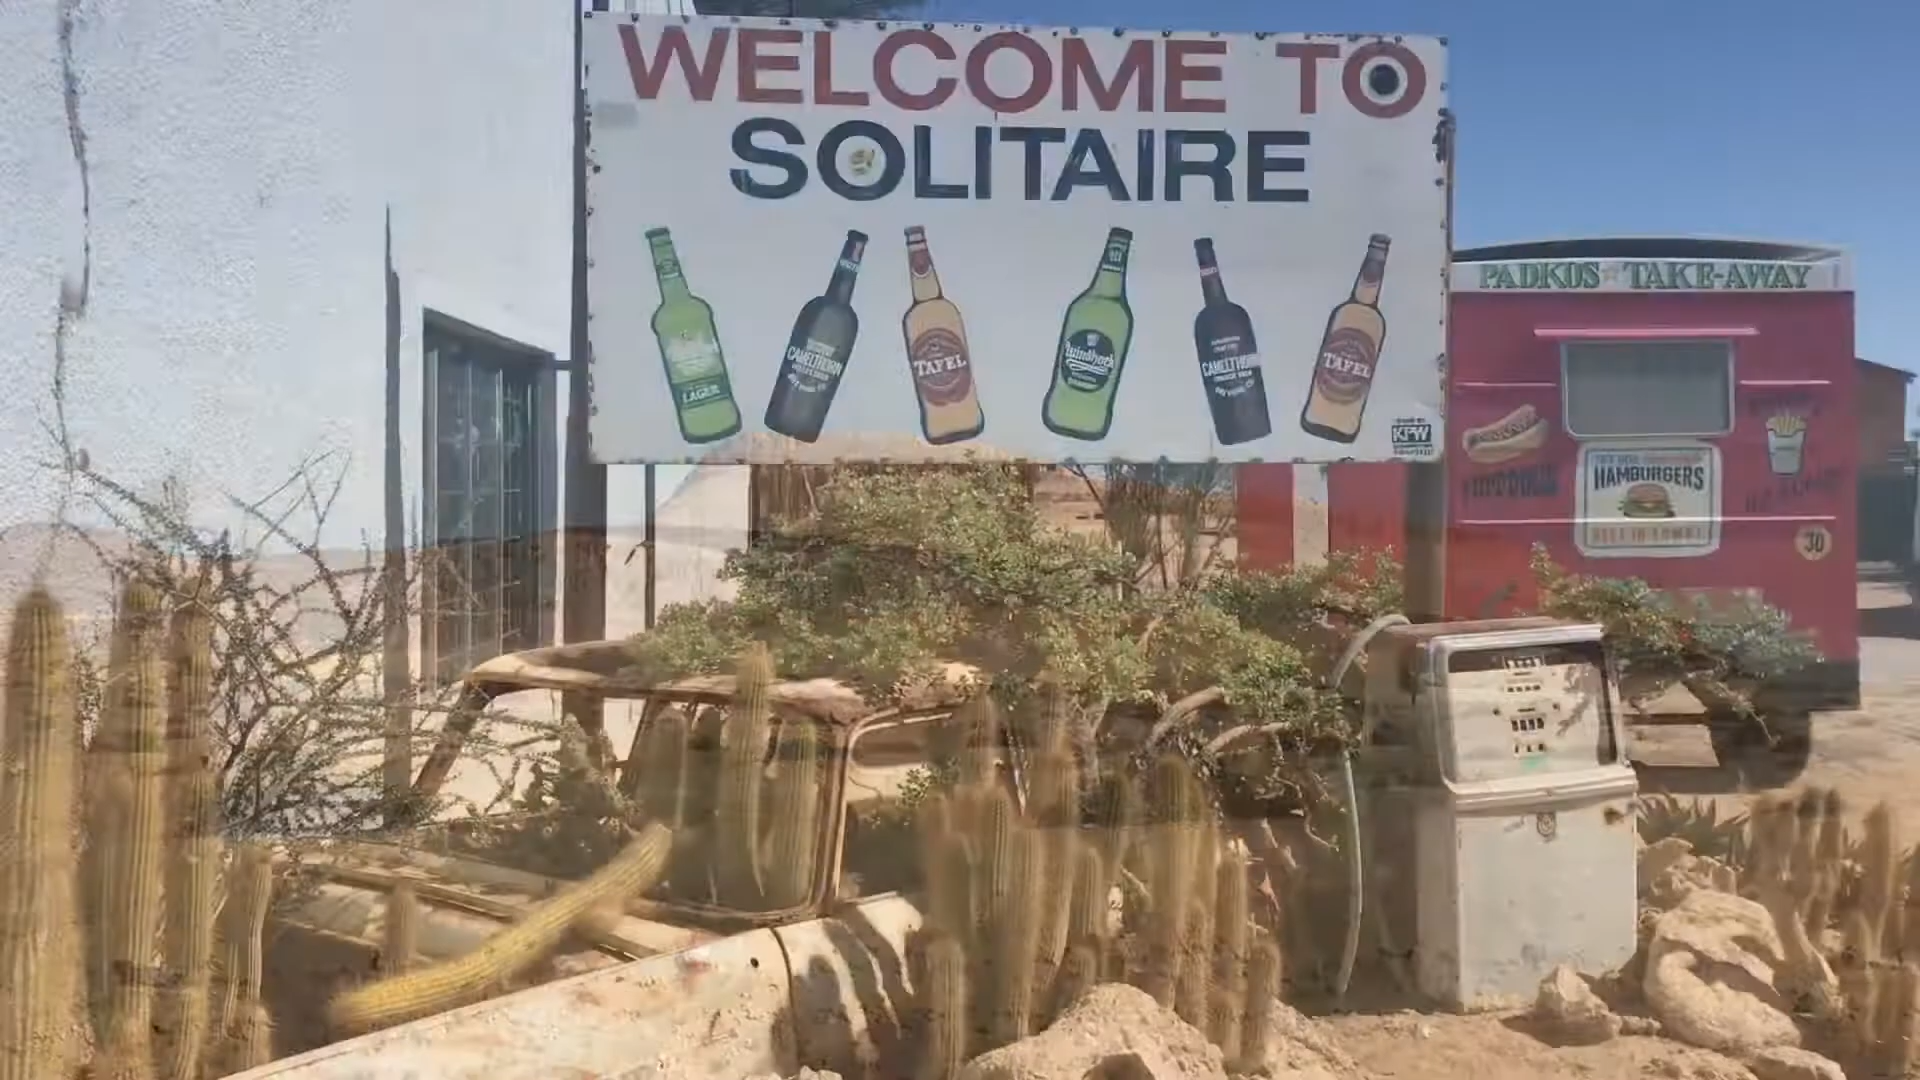 WELCOME TO
SOLITAIRE
LAGER
CAMELTHORN
TAFEL
Windhoek
CAMELTHORN
TAFEL
KPW
PADKOS TAKE-AWAY
HAMBURGERS
30